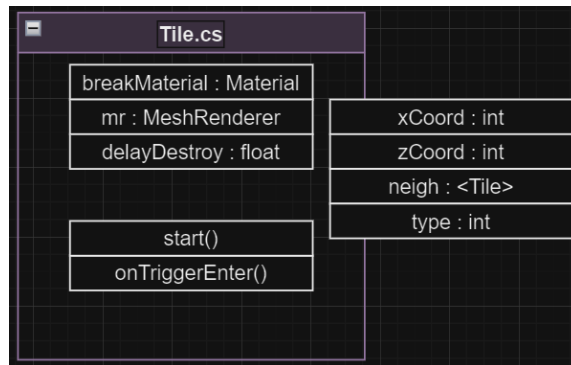 Tile.cs
breakMaterial : Material
mr : MeshRenderer
delayDestroy : float
start()
onTriggerEnter()
xCoord : int
zCoord : int
neigh : <Tile>
type : int